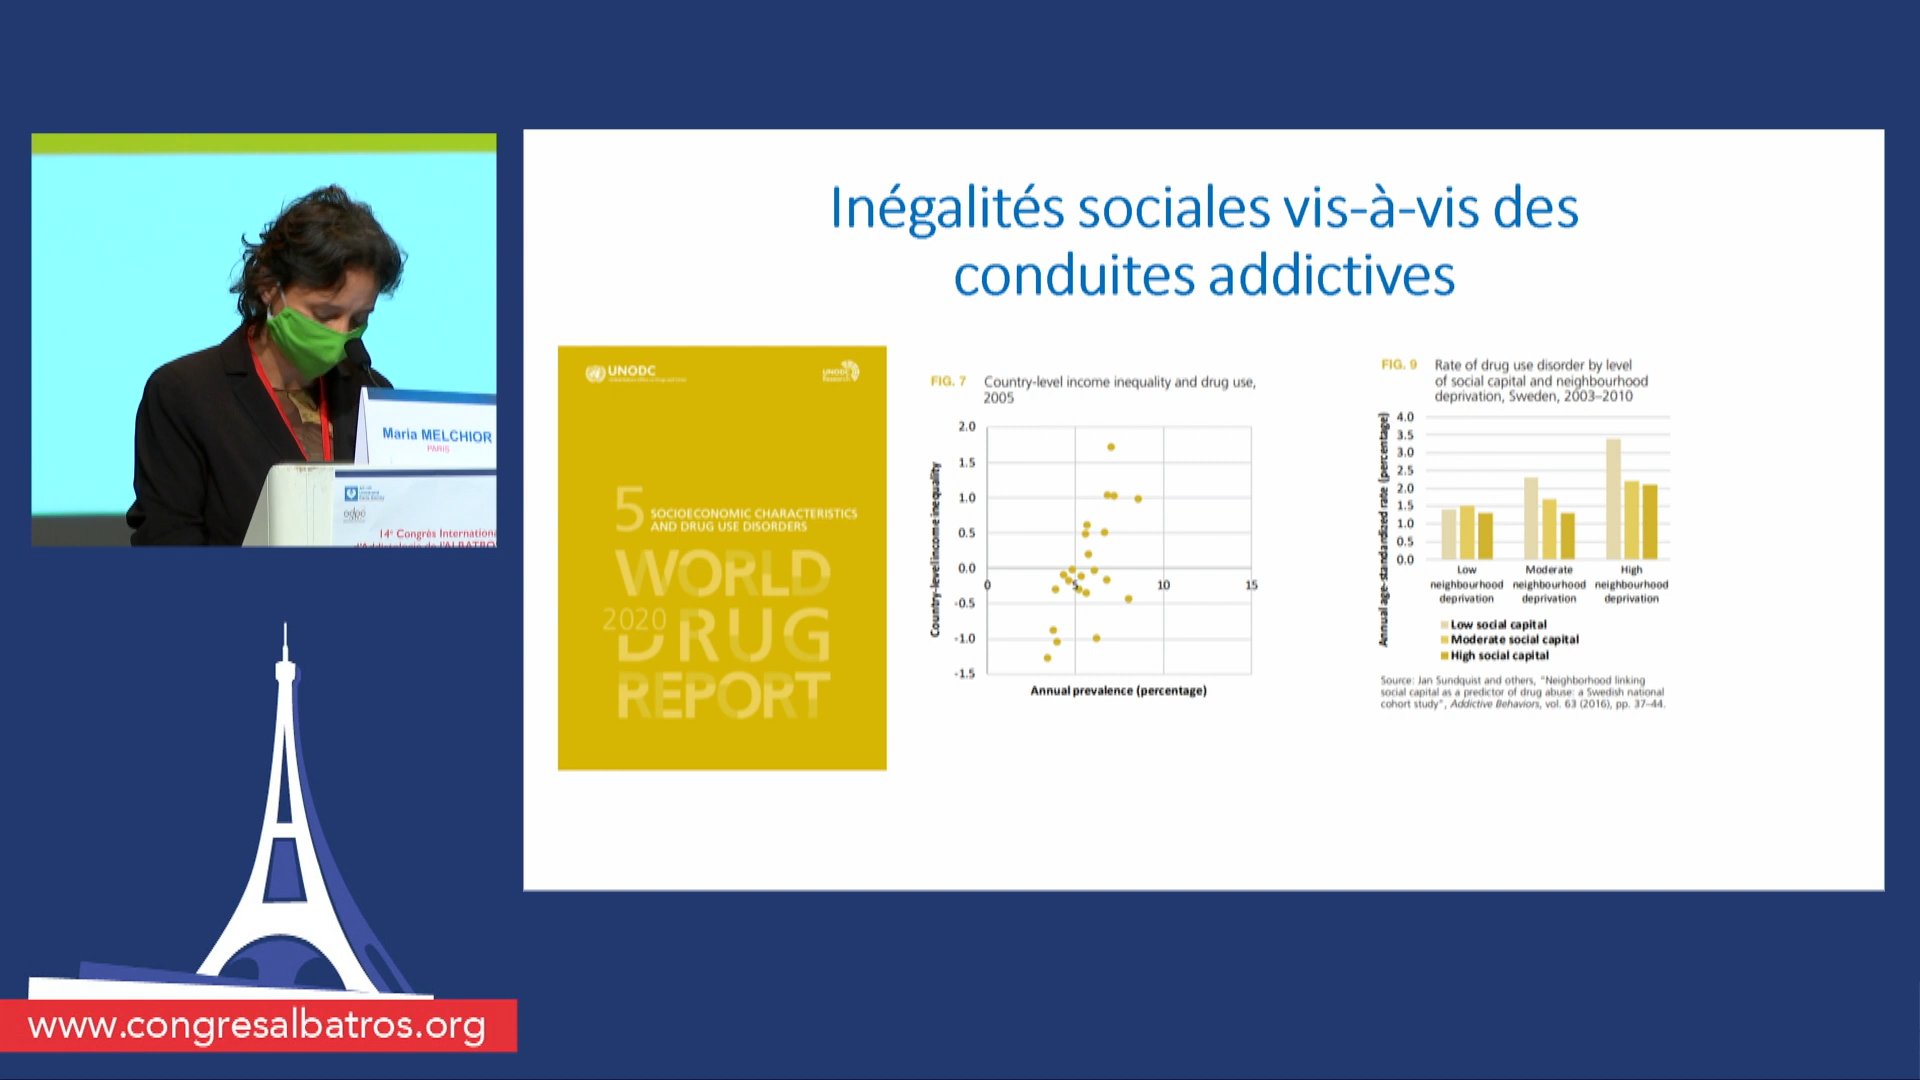 Inégalités sociales vis-à-vis des
conduites addictives
UNODC
UNODC
Research
5
SOCIOECONOMIC CHARACTERISTICS
AND DRUG USE DISORDERS
WORLD
2020
DRUG
REPORT
FIG. 7 Country-level income inequality and drug use,
2005
2.0
1.5
1.0
0.5
0.0
-0.5
-1.0
-1.5
0 5 10 15
Country-level income inequality
Annual prevalence (percentage)
FIG. 9 Rate of drug use disorder by level
of social capital and neighbourhood
deprivation, Sweden, 2003–2010
4.0
3.5
3.0
2.5
2.0
1.5
1.0
0.5
0.0
Annual age-standardized rate (percentage)
Low neighbourhood deprivation
Moderate neighbourhood deprivation
High neighbourhood deprivation
Low social capital
Moderate social capital
High social capital
Source: Jan Sundquist and others, "Neighborhood linking
social capital as a predictor of drug abuse: a Swedish national
cohort study", Addictive Behaviors, vol. 63 (2016), pp. 37–44.
Maria MELCHIOR
PARIS
14e Congrès Internation
d'Addictologie de l'ALBATRO
www.congresalbatros.org